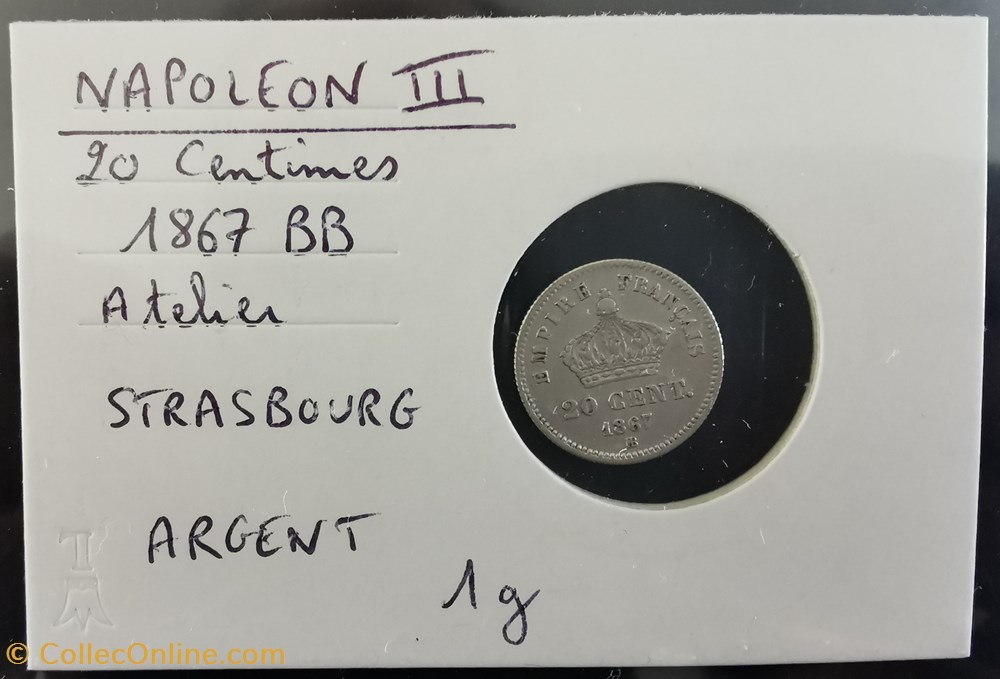 NAPOLEON III
20 Centimes
1867 BB
Atelier
STRASBOURG
ARGENT
1g
EMPIRE FRANÇAIS
20 CENT.
1867
BB
© CollecOnline.com